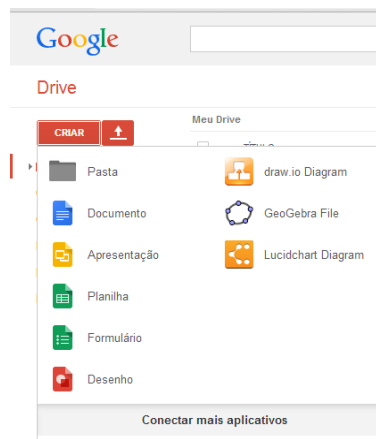 Google
Drive
Meu Drive
CRIAR
TÍTULO
Pasta
draw.io Diagram
Documento
GeoGebra File
Apresentação
Lucidchart Diagram
Planilha
Formulário
Desenho
Conectar mais aplicativos